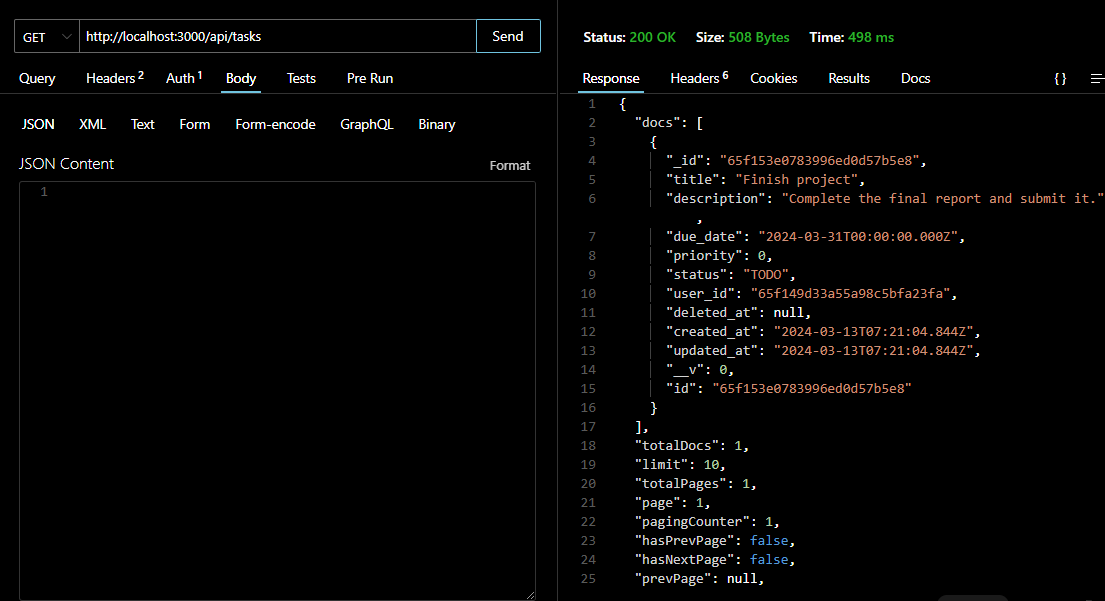 GET http://localhost:3000/api/tasks Send
Query Headers 2 Auth 1 Body Tests Pre Run
JSON XML Text Form Form-encode GraphQL Binary
JSON Content Format
1
Status: 200 OK Size: 508 Bytes Time: 498 ms
Response Headers 6 Cookies Results Docs {}
1 {
2 "docs": [
3 {
4 "_id": "65f153e0783996ed0d57b5e8",
5 "title": "Finish project",
6 "description": "Complete the final report and submit it."
,
7 "due_date": "2024-03-31T00:00:00.000Z",
8 "priority": 0,
9 "status": "TODO",
10 "user_id": "65f149d33a55a98c5bfa23fa",
11 "deleted_at": null,
12 "created_at": "2024-03-13T07:21:04.844Z",
13 "updated_at": "2024-03-13T07:21:04.844Z",
14 "__v": 0,
15 "id": "65f153e0783996ed0d57b5e8"
16 }
17 ],
18 "totalDocs": 1,
19 "limit": 10,
20 "totalPages": 1,
21 "page": 1,
22 "pagingCounter": 1,
23 "hasPrevPage": false,
24 "hasNextPage": false,
25 "prevPage": null,